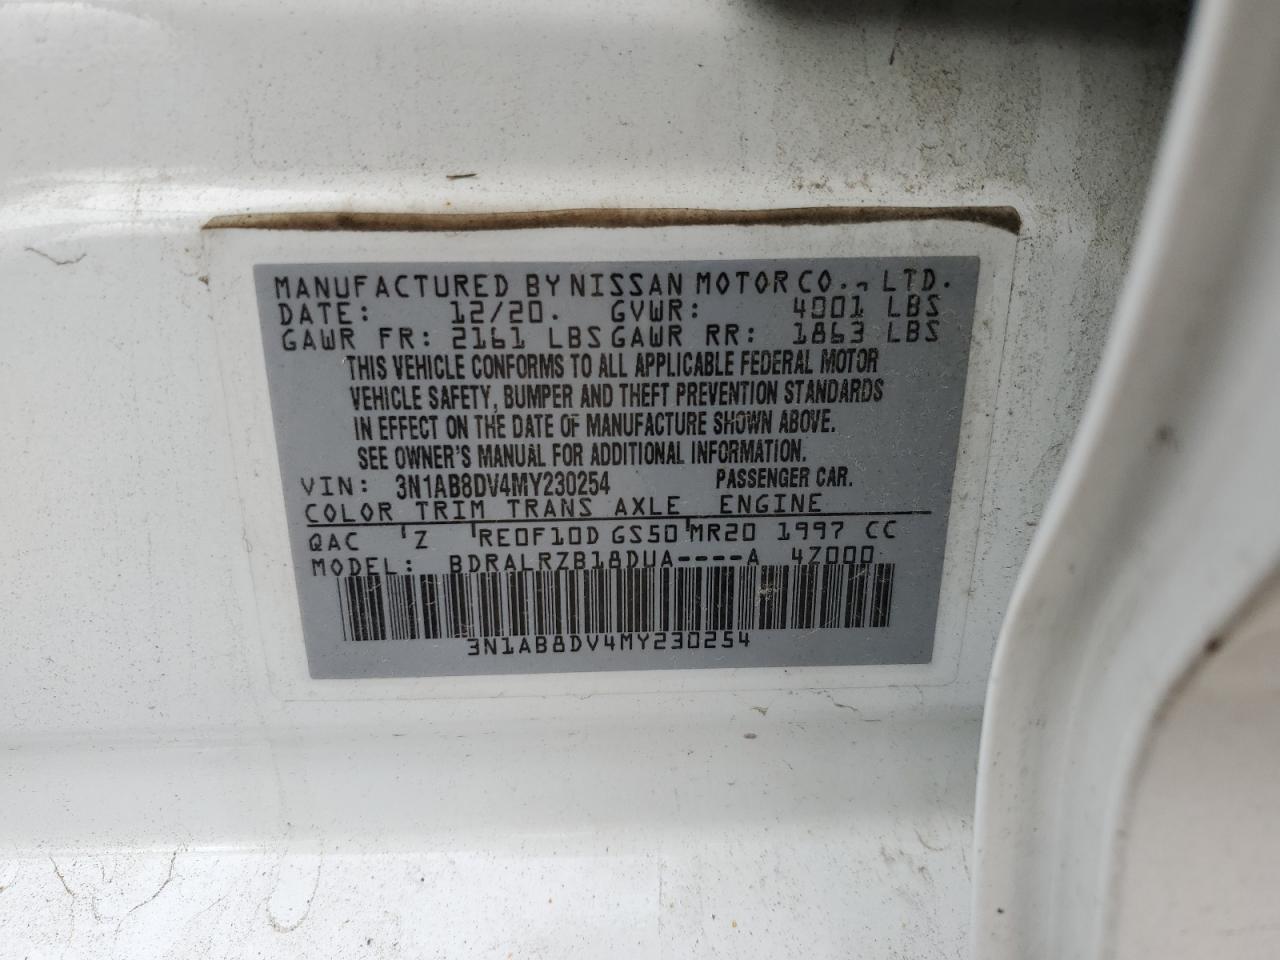 MANUFACTURED BY NISSAN MOTOR CO., LTD.
DATE: 12/20. GVWR: 4001 LBS
GAWR FR: 2161 LBS GAWR RR: 1863 LBS
THIS VEHICLE CONFORMS TO ALL APPLICABLE FEDERAL MOTOR
VEHICLE SAFETY, BUMPER AND THEFT PREVENTION STANDARDS
IN EFFECT ON THE DATE OF MANUFACTURE SHOWN ABOVE.
SEE OWNER'S MANUAL FOR ADDITIONAL INFORMATION.
VIN: 3N1AB8DV4MY230254 PASSENGER CAR.
COLOR TRIM TRANS AXLE ENGINE
QAC 'Z 'RE0F10D GS50'MR20 1997 CC
MODEL: BDRALRZB18DUA----A 4Z000
3N1AB8DV4MY230254